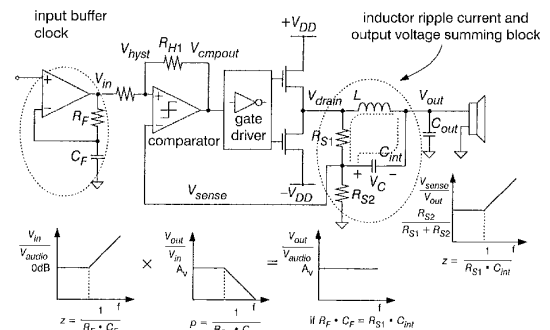 input buffer
clock
inductor ripple current and
output voltage summing block
+V_DD
V_hyst
R_H1
V_cmpout
V_in
V_drain
L
V_out
R_F
comparator
gate
driver
R_S1
C_int
C_out
C_F
+ V_C −
V_sense
−V_DD
R_S2
V_sense
V_out
R_S2
R_S1 + R_S2
f
z = 1
R_S1 • C_int
V_in
V_audio
0dB
f
z = 1
R_F • C_F
×
V_out
V_in
A_v
f
p = 1
=
V_out
V_audio
A_v
f
if R_F • C_F = R_S1 • C_int